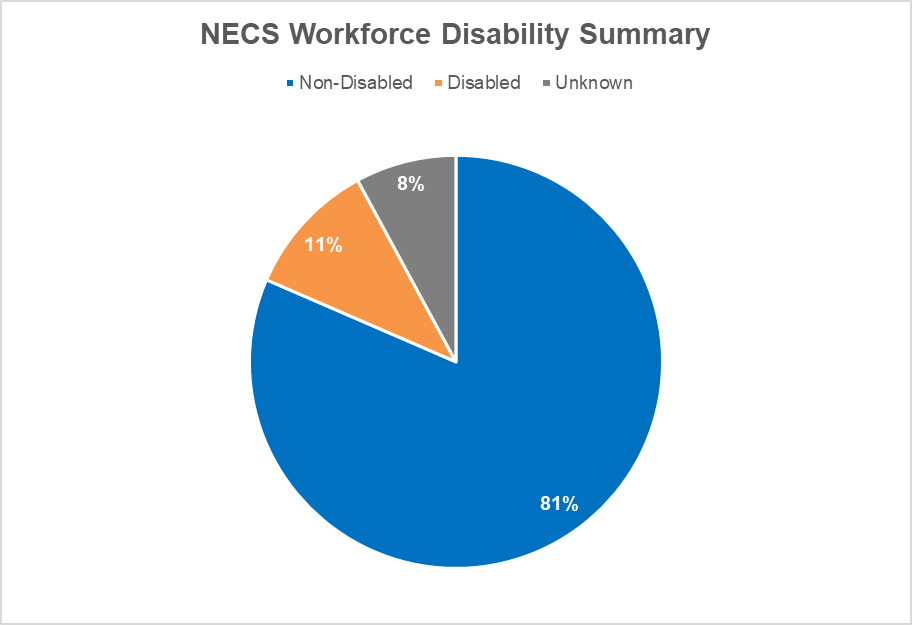 NECS Workforce Disability Summary
Non-Disabled Disabled Unknown
8%
11%
81%